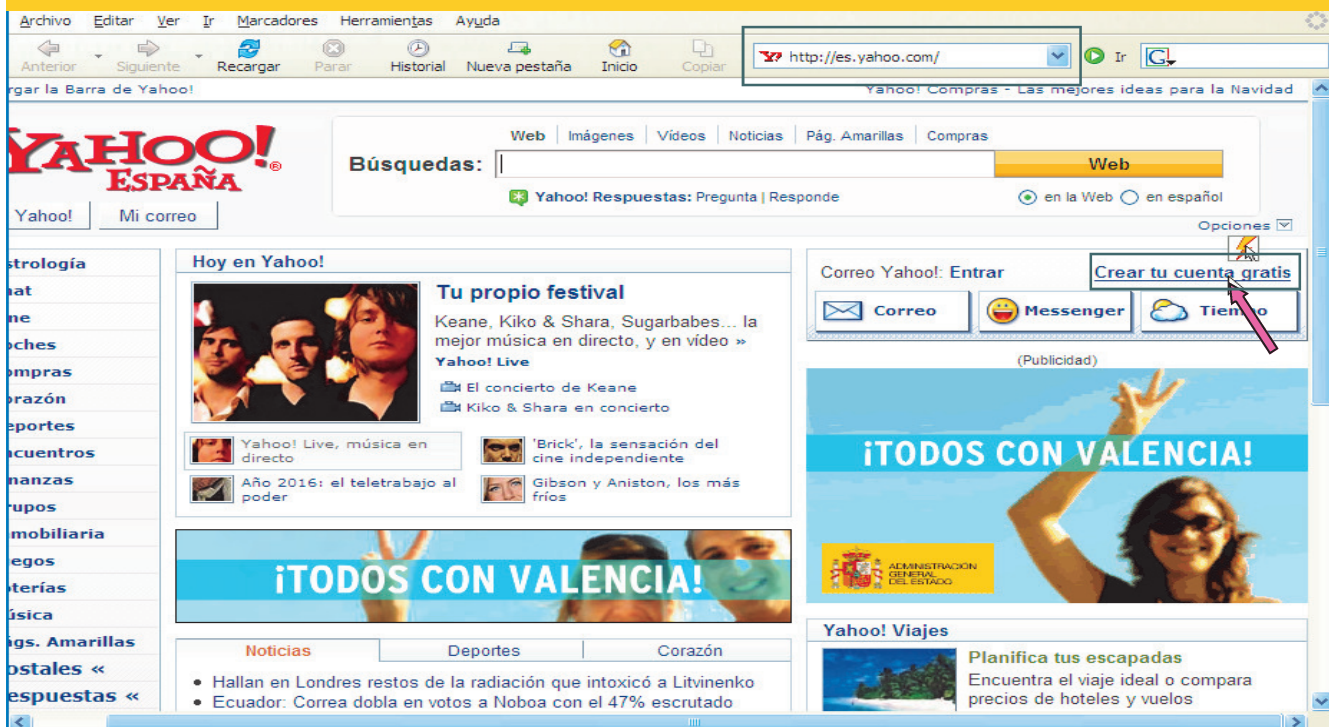 Archivo Editar Ver Ir Marcadores Herramientas Ayuda
Anterior Siguiente Recargar Parar Historial Nueva pestaña Inicio Copiar
http://es.yahoo.com/ Ir G
rgar la Barra de Yahoo! Yahoo! Compras - Las mejores ideas para la Navidad
YAHOO!® ESPAÑA
Web Imágenes Vídeos Noticias Pág. Amarillas Compras
Búsquedas: Web
Yahoo! Respuestas: Pregunta | Responde en la Web en español
Yahoo! Mi correo
Opciones
strología
hat
ne
oches
ompras
orazón
eportes
ncuentros
nanzas
rupos
mobiliaria
egos
oterías
úsica
ágs. Amarillas
ostales «
espuestas «
Hoy en Yahoo!
Tu propio festival
Keane, Kiko & Shara, Sugarbabes... la
mejor música en directo, y en vídeo »
Yahoo! Live
El concierto de Keane
Kiko & Shara en concierto
Yahoo! Live, música en
directo
'Brick', la sensación del
cine independiente
Año 2016: el teletrabajo al
poder
Gibson y Aniston, los más
fríos
¡TODOS CON VALENCIA!
Noticias Deportes Corazón
• Hallan en Londres restos de la radiación que intoxicó a Litvinenko
• Ecuador: Correa dobla en votos a Noboa con el 47% escrutado
Correo Yahoo!: Entrar Crear tu cuenta gratis
Correo Messenger Tiempo
(Publicidad)
¡TODOS CON VALENCIA!
ADMINISTRACION
GENERAL
DEL ESTADO
Yahoo! Viajes
Planifica tus escapadas
Encuentra el viaje ideal o compara
precios de hoteles y vuelos